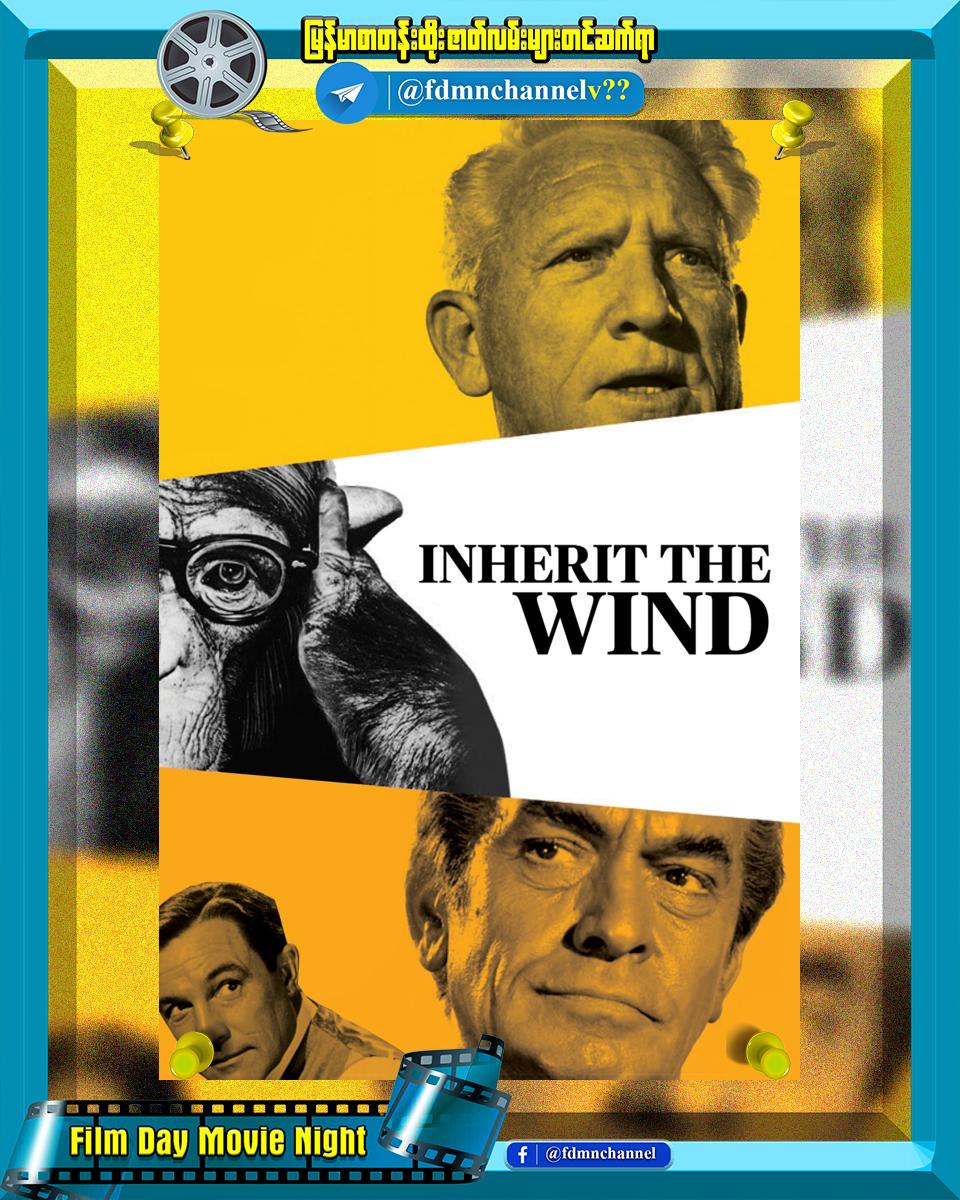 မြန်မာစာတန်းထိုးဇာတ်လမ်းများတင်ဆက်ရာ
@fdmnchannelv??
INHERIT THE
WIND
Film Day Movie Night
@fdmnchannel